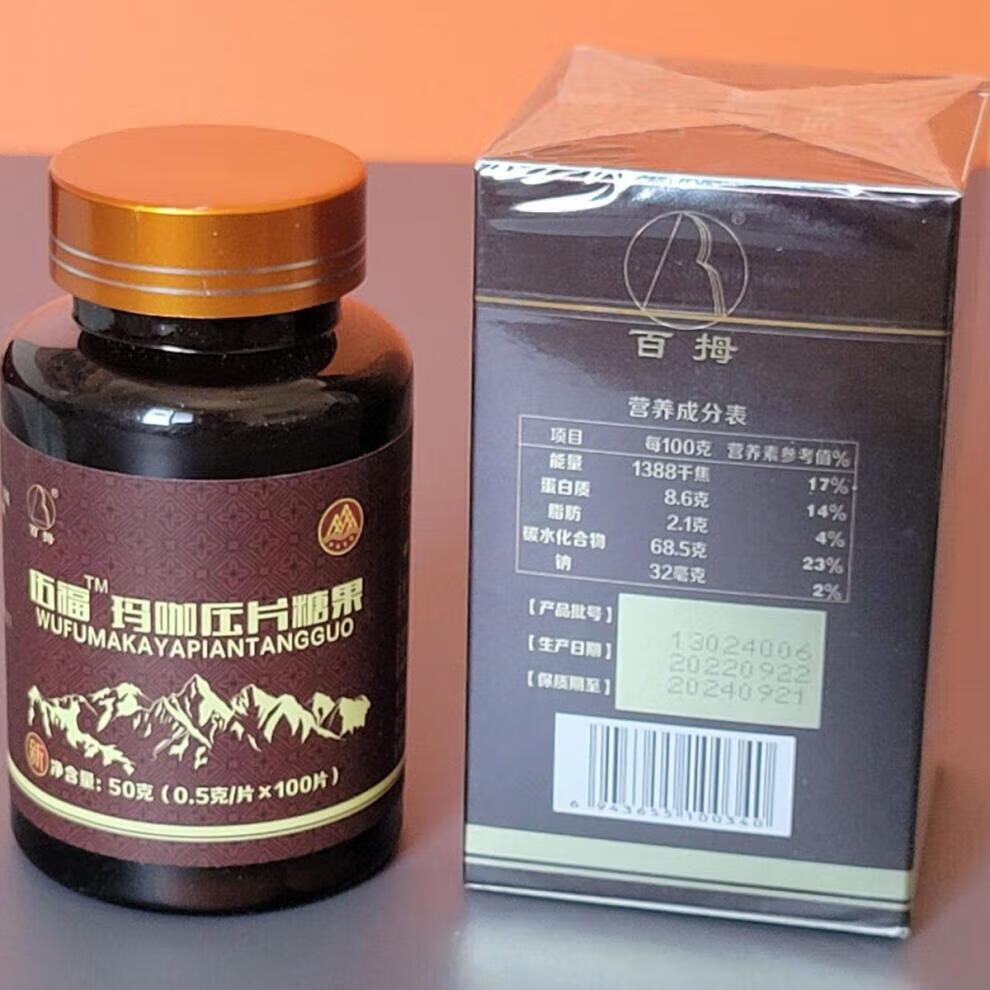 百拇
伍福™玛咖压片糖果
WUFUMAKAYAPIANTANGGUO
新
净含量：50克（0.5克/片×100片）
B®
百拇
营养成分表
项目 每100克 营养素参考值%
能量 1388千焦 17%
蛋白质 8.6克 14%
脂肪 2.1克 4%
碳水化合物 68.5克 23%
钠 32毫克 2%
【产品批号】 13024006
【生产日期】 20220922
【保质期至】 20240921
6 943655 100340